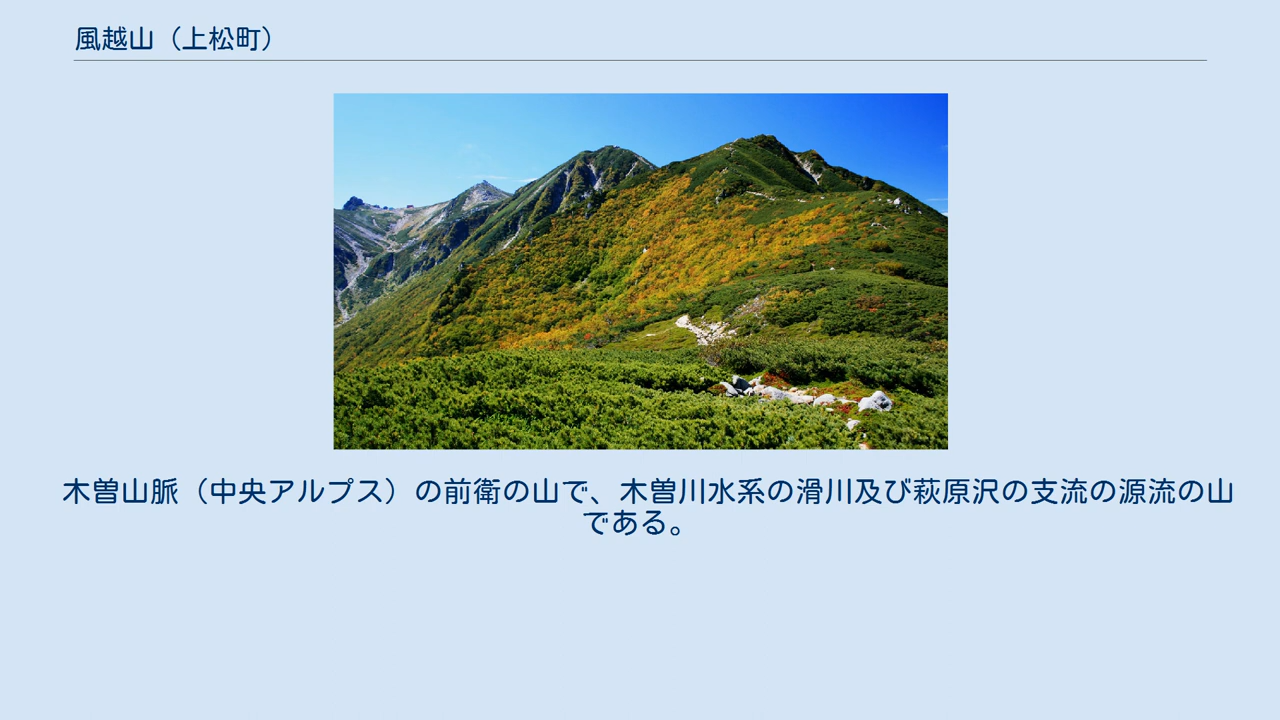 風越山（上松町）
木曽山脈（中央アルプス）の前衛の山で、木曽川水系の滑川及び萩原沢の支流の源流の山
である。